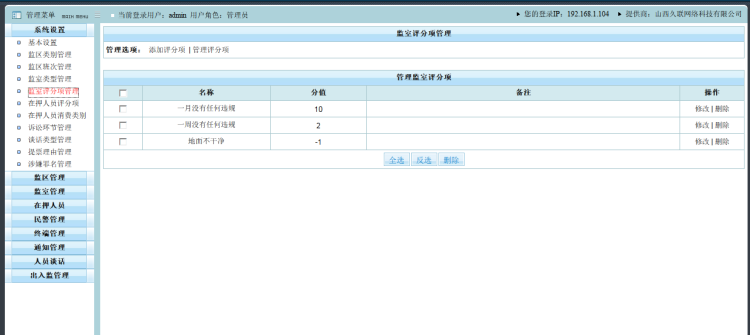 管理菜单 MAIN MENU
当前登录用户：admin 用户角色：管理员
您的登录IP：192.168.1.104
提供商：山西久联网络科技有限公司
系统设置
基本设置
监区类别管理
监区班次管理
监室类型管理
监室评分项管理
在押人员评分项
在押人员消费类别
诉讼环节管理
谈话类型管理
提票理由管理
涉嫌罪名管理
监区管理
监室管理
在押人员
民警管理
终端管理
通知管理
人员谈话
出入监管理
监室评分项管理
管理选项： 添加评分项 | 管理评分项
管理监室评分项
名称 分值 备注 操作
一月没有任何违规 10 修改 | 删除
一周没有任何违规 2 修改 | 删除
地面不干净 -1 修改 | 删除
全选 反选 删除